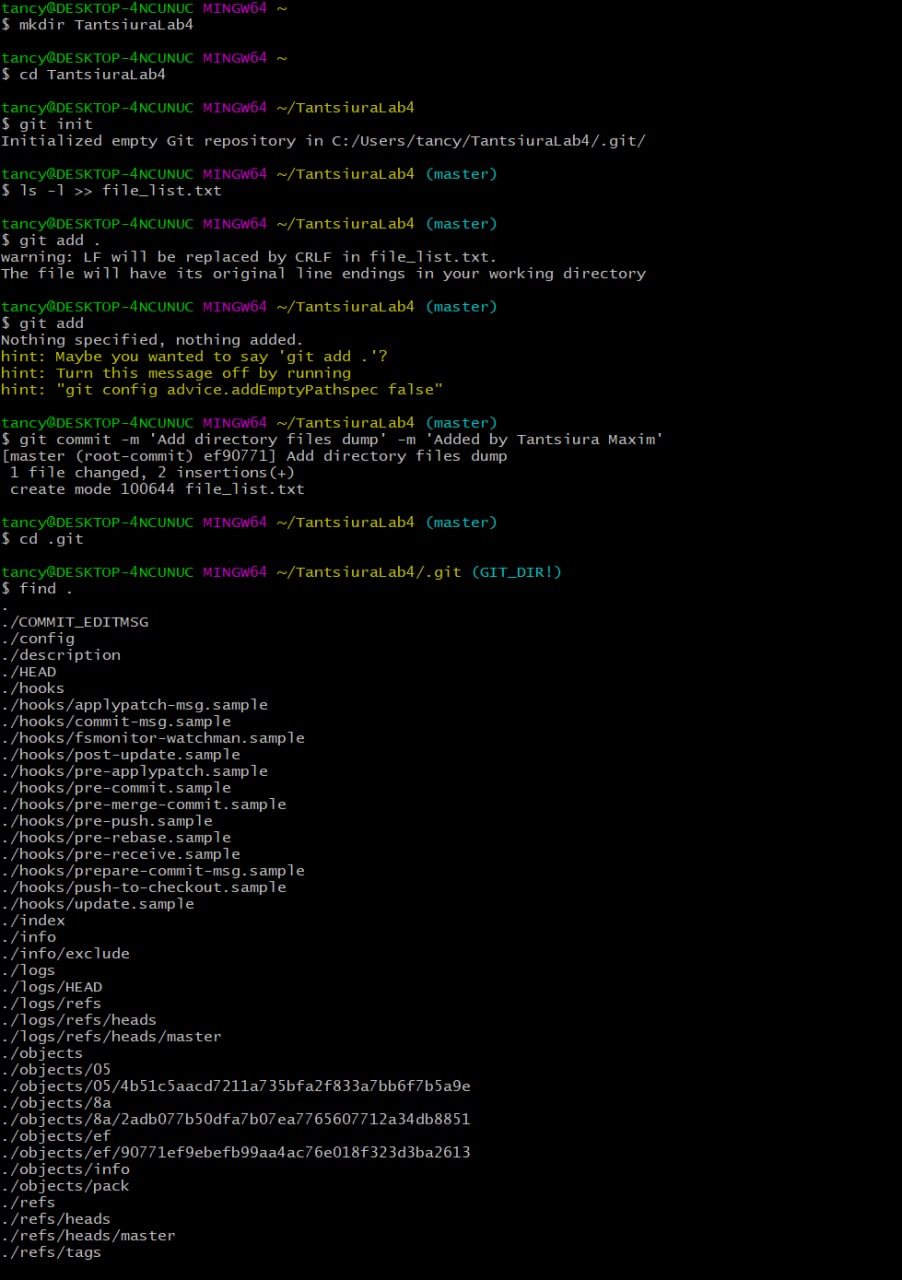 tancy@DESKTOP-4NCUNUC MINGW64 ~
$ mkdir TantsiuraLab4
tancy@DESKTOP-4NCUNUC MINGW64 ~
$ cd TantsiuraLab4
tancy@DESKTOP-4NCUNUC MINGW64 ~/TantsiuraLab4
$ git init
Initialized empty Git repository in C:/Users/tancy/TantsiuraLab4/.git/
tancy@DESKTOP-4NCUNUC MINGW64 ~/TantsiuraLab4 (master)
$ ls -l >> file_list.txt
tancy@DESKTOP-4NCUNUC MINGW64 ~/TantsiuraLab4 (master)
$ git add .
warning: LF will be replaced by CRLF in file_list.txt.
The file will have its original line endings in your working directory
tancy@DESKTOP-4NCUNUC MINGW64 ~/TantsiuraLab4 (master)
$ git add
Nothing specified, nothing added.
hint: Maybe you wanted to say 'git add .'?
hint: Turn this message off by running
hint: "git config advice.addEmptyPathspec false"
tancy@DESKTOP-4NCUNUC MINGW64 ~/TantsiuraLab4 (master)
$ git commit -m 'Add directory files dump' -m 'Added by Tantsiura Maxim'
[master (root-commit) ef90771] Add directory files dump
 1 file changed, 2 insertions(+)
 create mode 100644 file_list.txt
tancy@DESKTOP-4NCUNUC MINGW64 ~/TantsiuraLab4 (master)
$ cd .git
tancy@DESKTOP-4NCUNUC MINGW64 ~/TantsiuraLab4/.git (GIT_DIR!)
$ find .
.
./COMMIT_EDITMSG
./config
./description
./HEAD
./hooks
./hooks/applypatch-msg.sample
./hooks/commit-msg.sample
./hooks/fsmonitor-watchman.sample
./hooks/post-update.sample
./hooks/pre-applypatch.sample
./hooks/pre-commit.sample
./hooks/pre-merge-commit.sample
./hooks/pre-push.sample
./hooks/pre-rebase.sample
./hooks/pre-receive.sample
./hooks/prepare-commit-msg.sample
./hooks/push-to-checkout.sample
./hooks/update.sample
./index
./info
./info/exclude
./logs
./logs/HEAD
./logs/refs
./logs/refs/heads
./logs/refs/heads/master
./objects
./objects/05
./objects/05/4b51c5aacd7211a735bfa2f833a7bb6f7b5a9e
./objects/8a
./objects/8a/2adb077b50dfa7b07ea7765607712a34db8851
./objects/ef
./objects/ef/90771ef9ebefb99aa4ac76e018f323d3ba2613
./objects/info
./objects/pack
./refs
./refs/heads
./refs/heads/master
./refs/tags